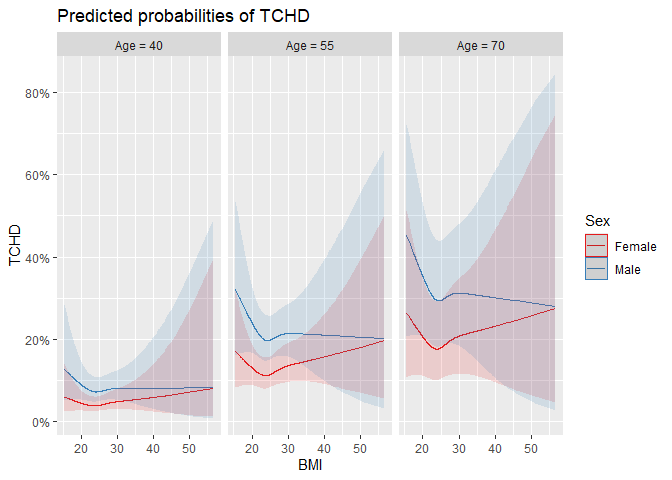 Predicted probabilities of TCHD
Age = 40
Age = 55
Age = 70
80%
60%
40%
20%
0%
TCHD
20 30 40 50
20 30 40 50
20 30 40 50
BMI
Sex
Female
Male